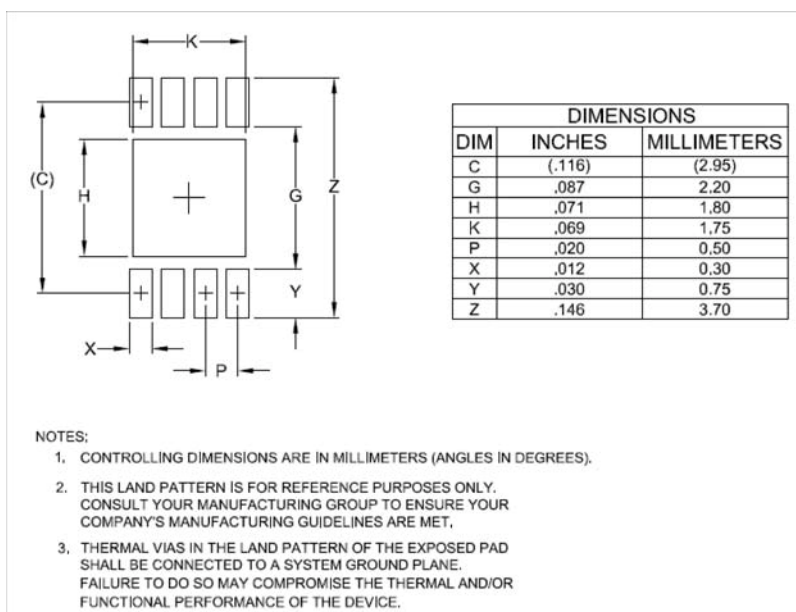 K
(C)
H
G
Z
Y
X
P
DIMENSIONS
DIM INCHES MILLIMETERS
C (.116) (2.95)
G .087 2.20
H .071 1.80
K .069 1.75
P .020 0.50
X .012 0.30
Y .030 0.75
Z .146 3.70
NOTES:
1. CONTROLLING DIMENSIONS ARE IN MILLIMETERS (ANGLES IN DEGREES).
2. THIS LAND PATTERN IS FOR REFERENCE PURPOSES ONLY.
CONSULT YOUR MANUFACTURING GROUP TO ENSURE YOUR
COMPANY'S MANUFACTURING GUIDELINES ARE MET.
3. THERMAL VIAS IN THE LAND PATTERN OF THE EXPOSED PAD
SHALL BE CONNECTED TO A SYSTEM GROUND PLANE.
FAILURE TO DO SO MAY COMPROMISE THE THERMAL AND/OR
FUNCTIONAL PERFORMANCE OF THE DEVICE.